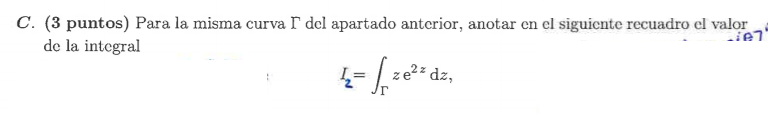 C. (3 puntos) Para la misma curva Γ del apartado anterior, anotar en el siguiente recuadro el valor
de la integral
I₂ = ∫_Γ z e^{2z} dz,